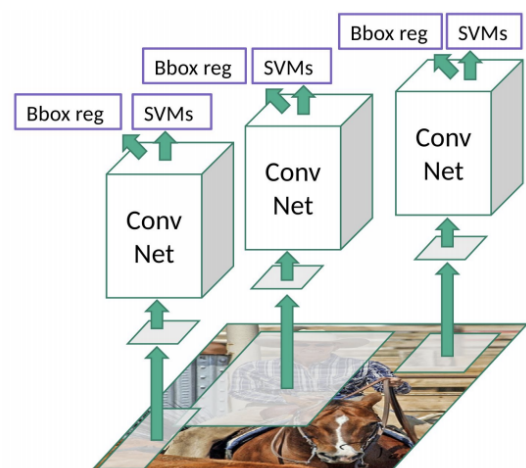 Bbox reg SVMs
Bbox reg SVMs
Bbox reg SVMs
Conv
Net
Conv
Net
Conv
Net